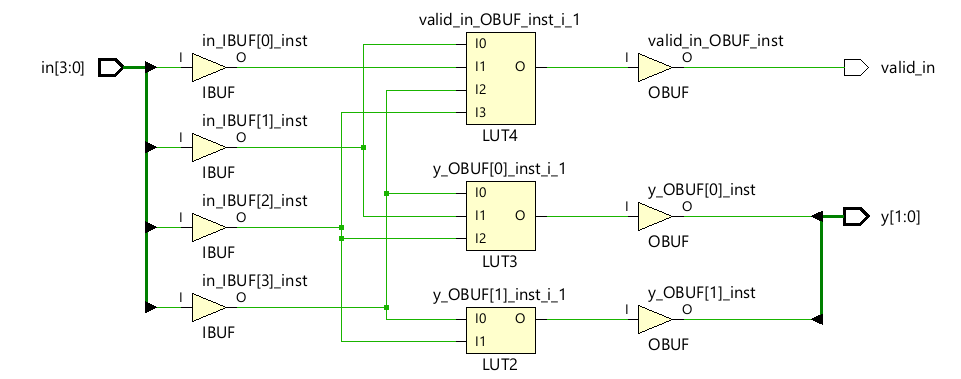 valid_in_OBUF_inst_i_1
in_IBUF[0]_inst
I0
valid_in_OBUF_inst
in[3:0]
I
O
I1
O
I
O
valid_in
IBUF
I2
OBUF
in_IBUF[1]_inst
I3
I
O
LUT4
IBUF
y_OBUF[0]_inst_i_1
in_IBUF[2]_inst
I0
y_OBUF[0]_inst
I
O
I1
O
I
O
y[1:0]
IBUF
I2
OBUF
LUT3
in_IBUF[3]_inst
y_OBUF[1]_inst_i_1
y_OBUF[1]_inst
I
O
I0
O
I
O
IBUF
I1
OBUF
LUT2